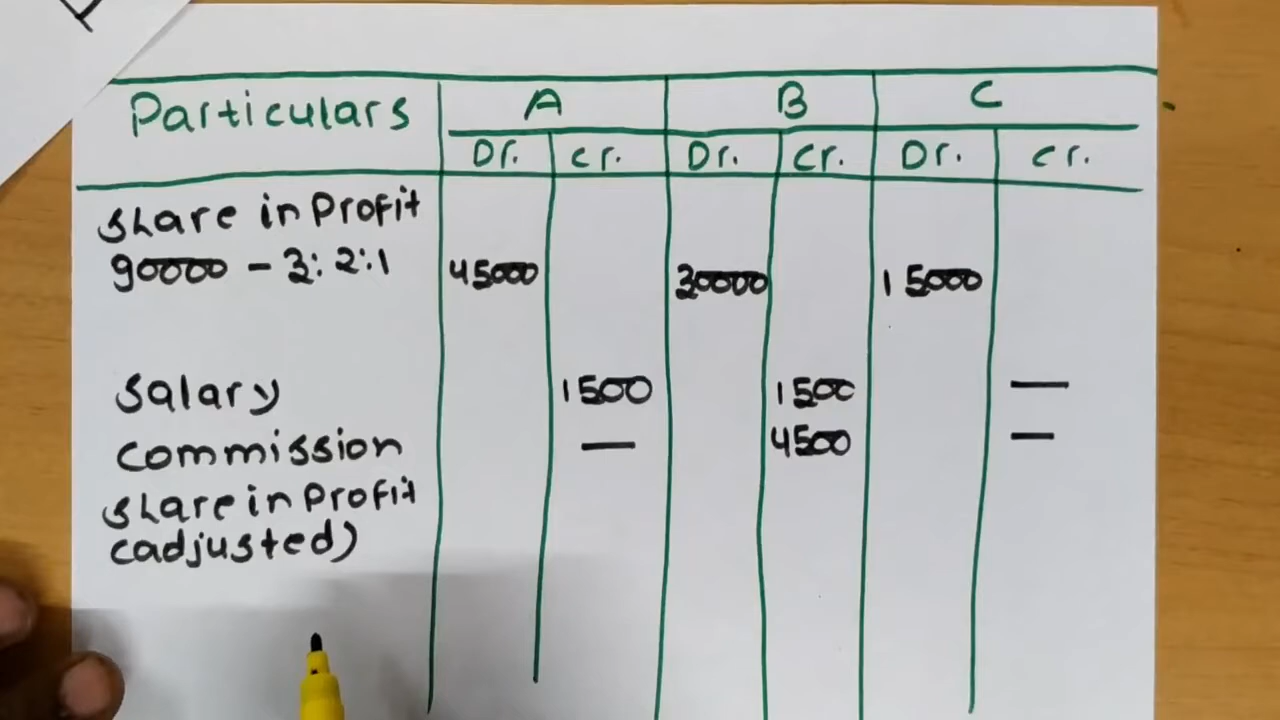 Particulars A B C
Dr. Cr. Dr. Cr. Dr. Cr.
Share in Profit
90000 - 3:2:1 45000 30000 15000
Salary 1500 1500 —
Commission — 4500 —
Share in Profit
(adjusted)